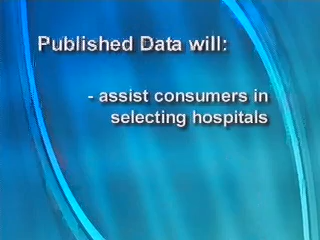 Published Data will:
- assist consumers in
selecting hospitals